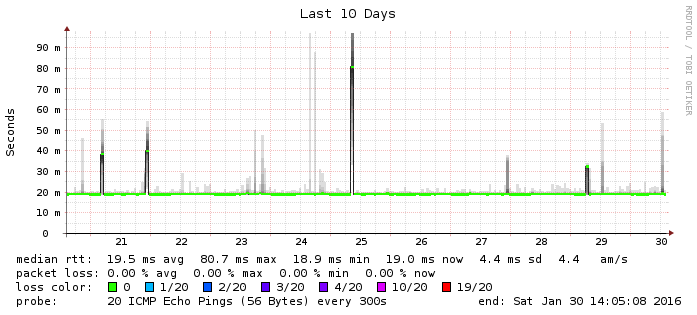 Last 10 Days
RRDTOOL / TOBI OETIKER
Seconds
90 m
80 m
70 m
60 m
50 m
40 m
30 m
20 m
10 m
0
21 22 23 24 25 26 27 28 29 30
median rtt: 19.5 ms avg 80.7 ms max 18.9 ms min 19.0 ms now 4.4 ms sd 4.4 am/s
packet loss: 0.00 % avg 0.00 % max 0.00 % min 0.00 % now
loss color: 0 1/20 2/20 3/20 4/20 10/20 19/20
probe: 20 ICMP Echo Pings (56 Bytes) every 300s end: Sat Jan 30 14:05:08 2016